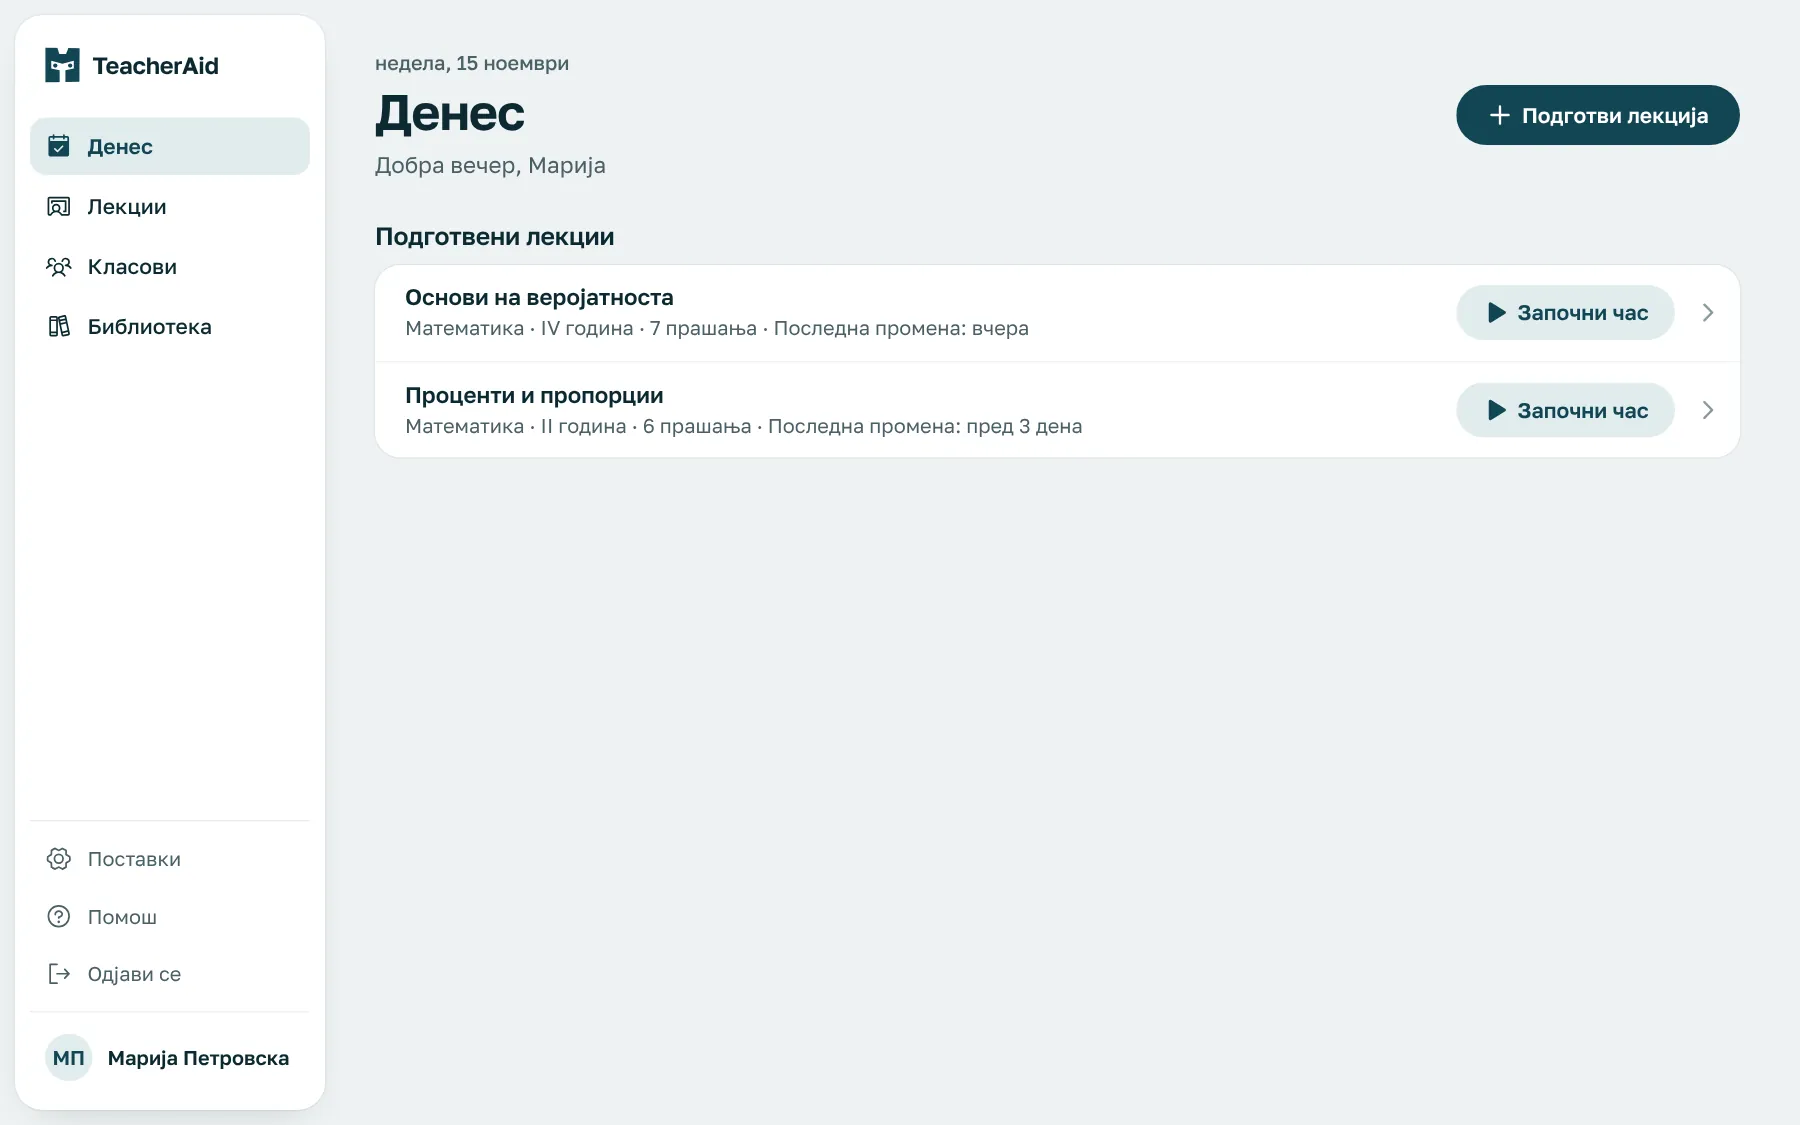 TeacherAid
Денес
Лекции
Класови
Библиотека
Поставки
Помош
Одјави се
МП
Марија Петровска
недела, 15 ноември
Денес
Добра вечер, Марија
Подготви лекција
Подготвени лекции
Основи на веројатноста
Математика · IV година · 7 прашања · Последна промена: вчера
Започни час
Проценти и пропорции
Математика · II година · 6 прашања · Последна промена: пред 3 дена
Започни час